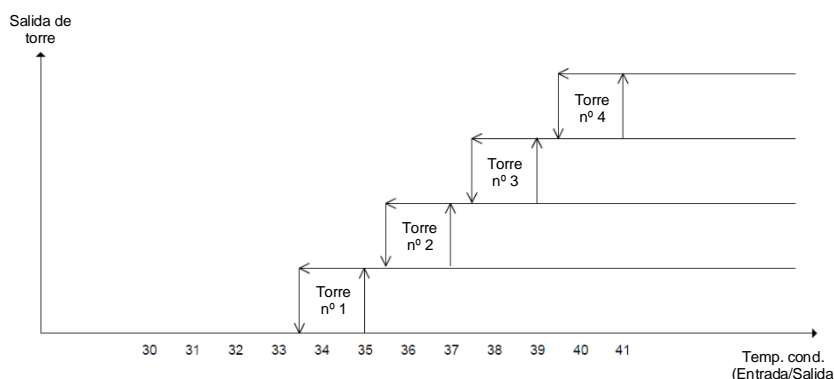 Salida de
torre
Torre
nº 4
Torre
nº 3
Torre
nº 2
Torre
nº 1
30 31 32 33 34 35 36 37 38 39 40 41
Temp. cond.
(Entrada/Salida